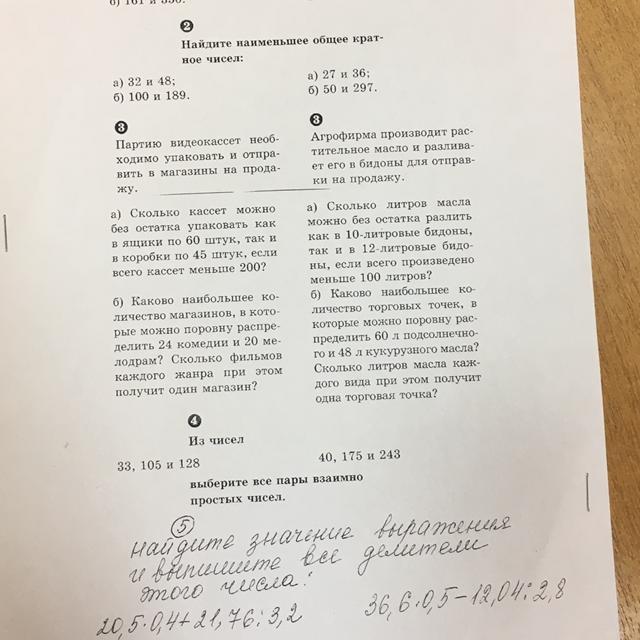 б) 161 и 350.
2
Найдите наименьшее общее крат-
ное чисел:
а) 32 и 48;
б) 100 и 189.
а) 27 и 36;
б) 50 и 297.
3
Партию видеокассет необ-
ходимо упаковать и отпра-
вить в магазины на прода-
жу.
а) Сколько кассет можно
без остатка упаковать как
в ящики по 60 штук, так и
в коробки по 45 штук, если
всего кассет меньше 200?
б) Каково наибольшее ко-
личество магазинов, в кото-
рые можно поровну распре-
делить 24 комедии и 20 ме-
лодрам? Сколько фильмов
каждого жанра при этом
получит один магазин?
3
Агрофирма производит рас-
тительное масло и разлива-
ет его в бидоны для отправ-
ки на продажу.
а) Сколько литров масла
можно без остатка разлить
как в 10-литровые бидоны,
так и в 12-литровые бидо-
ны, если всего произведено
меньше 100 литров?
б) Каково наибольшее ко-
личество торговых точек, в
которые можно поровну рас-
пределить 60 л подсолнечно-
го и 48 л кукурузного масла?
Сколько литров масла каж-
дого вида при этом получит
одна торговая точка?
4
Из чисел
33, 105 и 128
40, 175 и 243
выберите все пары взаимно
простых чисел.
5
Найдите значение выражения
и выпишите все делители
этого числа:
20,5·0,4+21,76:3,2
36,6·0,5-12,04:2,8